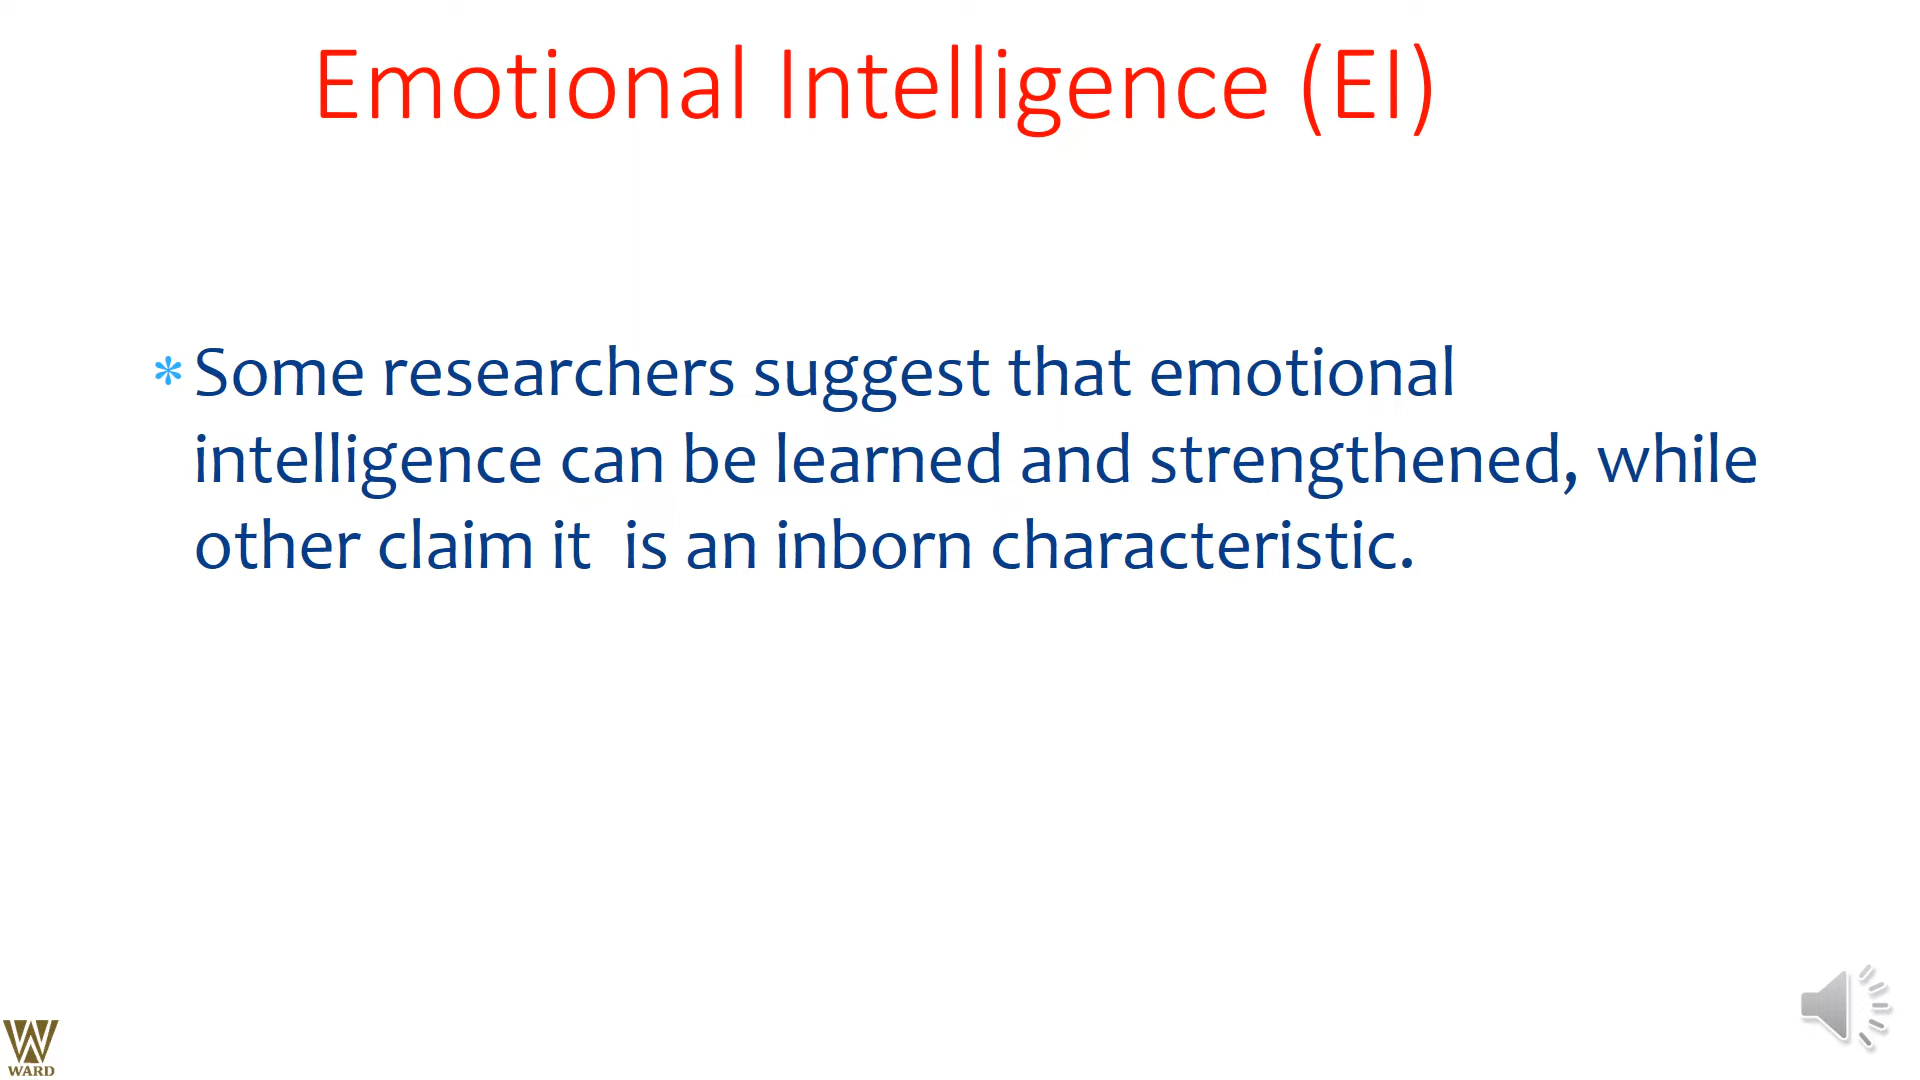 Emotional Intelligence (EI)
* Some researchers suggest that emotional
intelligence can be learned and strengthened, while
other claim it  is an inborn characteristic.
WARD